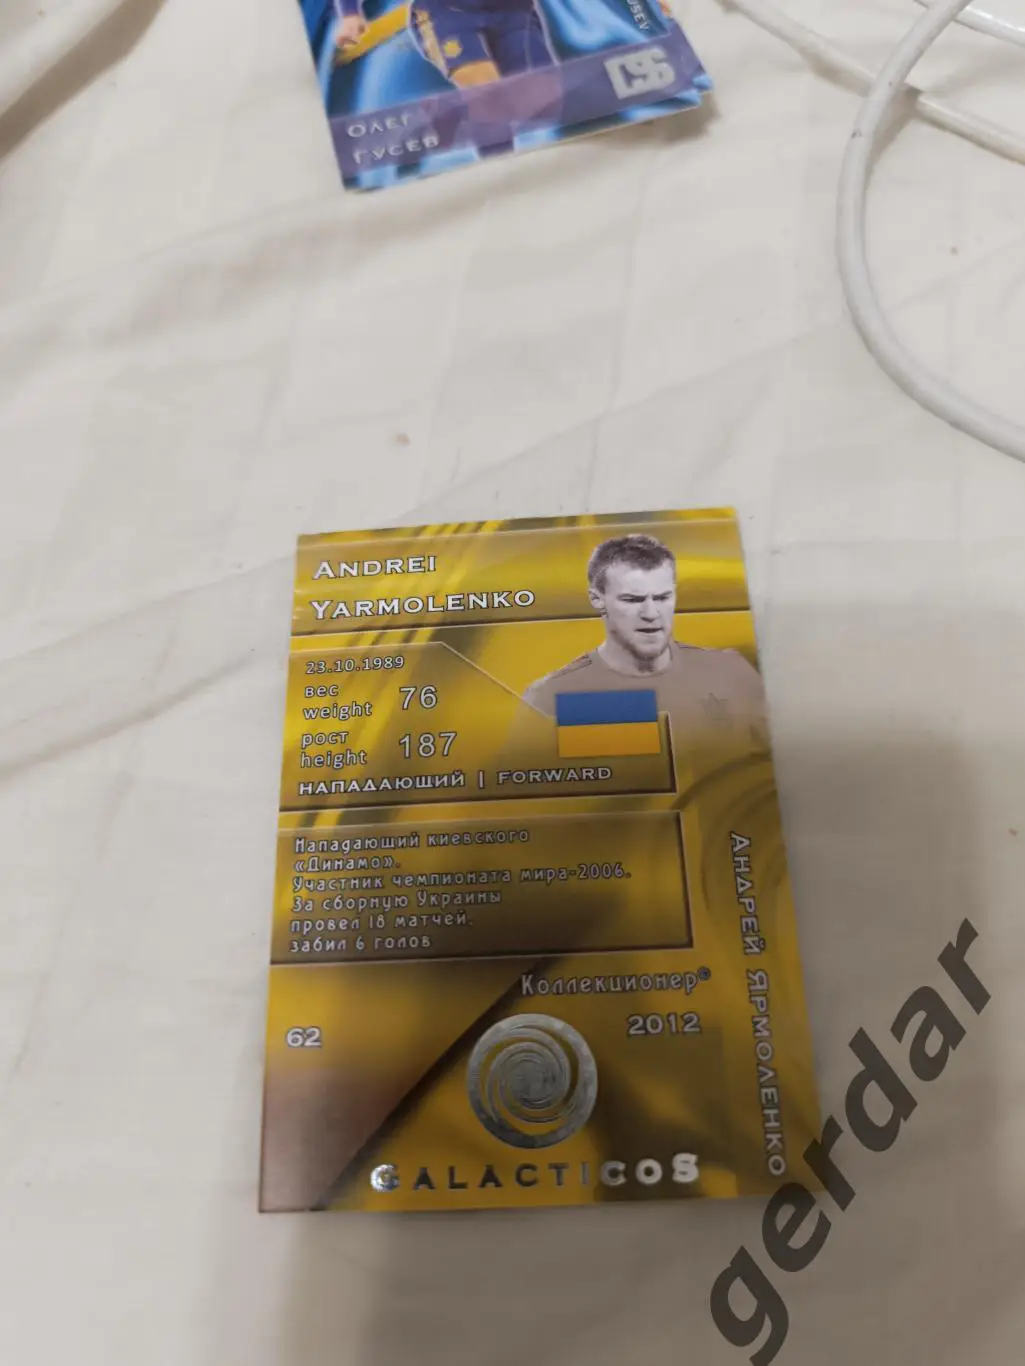 USEV
Олег
Гусев
Andrei
Yarmolenko
23.10.1989
вес
weight 76
рост
height 187
нападающий | forward
Нападающий киевского
«Динамо».
Участник чемпионата мира-2006.
За сборную Украины
провел 18 матчей,
забил 6 голов
Коллекционер©
62
2012
Galacticos
Андрей Ярмоленко
gerdar